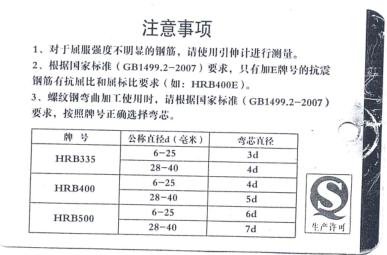 注意事项
1、对于屈服强度不明显的钢筋，请使用引伸计进行测量。
2、根据国家标准（GB1499.2-2007）要求，只有加E牌号的抗震
钢筋有抗屈比和屈标比要求（如：HRB400E）。
3、螺纹钢弯曲加工使用时，请根据国家标准（GB1499.2-2007）
要求，按照牌号正确选择弯芯。
牌 号 公称直径d（毫米） 弯芯直径
HRB335 6-25 3d
28-40 4d
HRB400 6-25 4d
28-40 5d
HRB500 6-25 6d
28-40 7d
生产许可